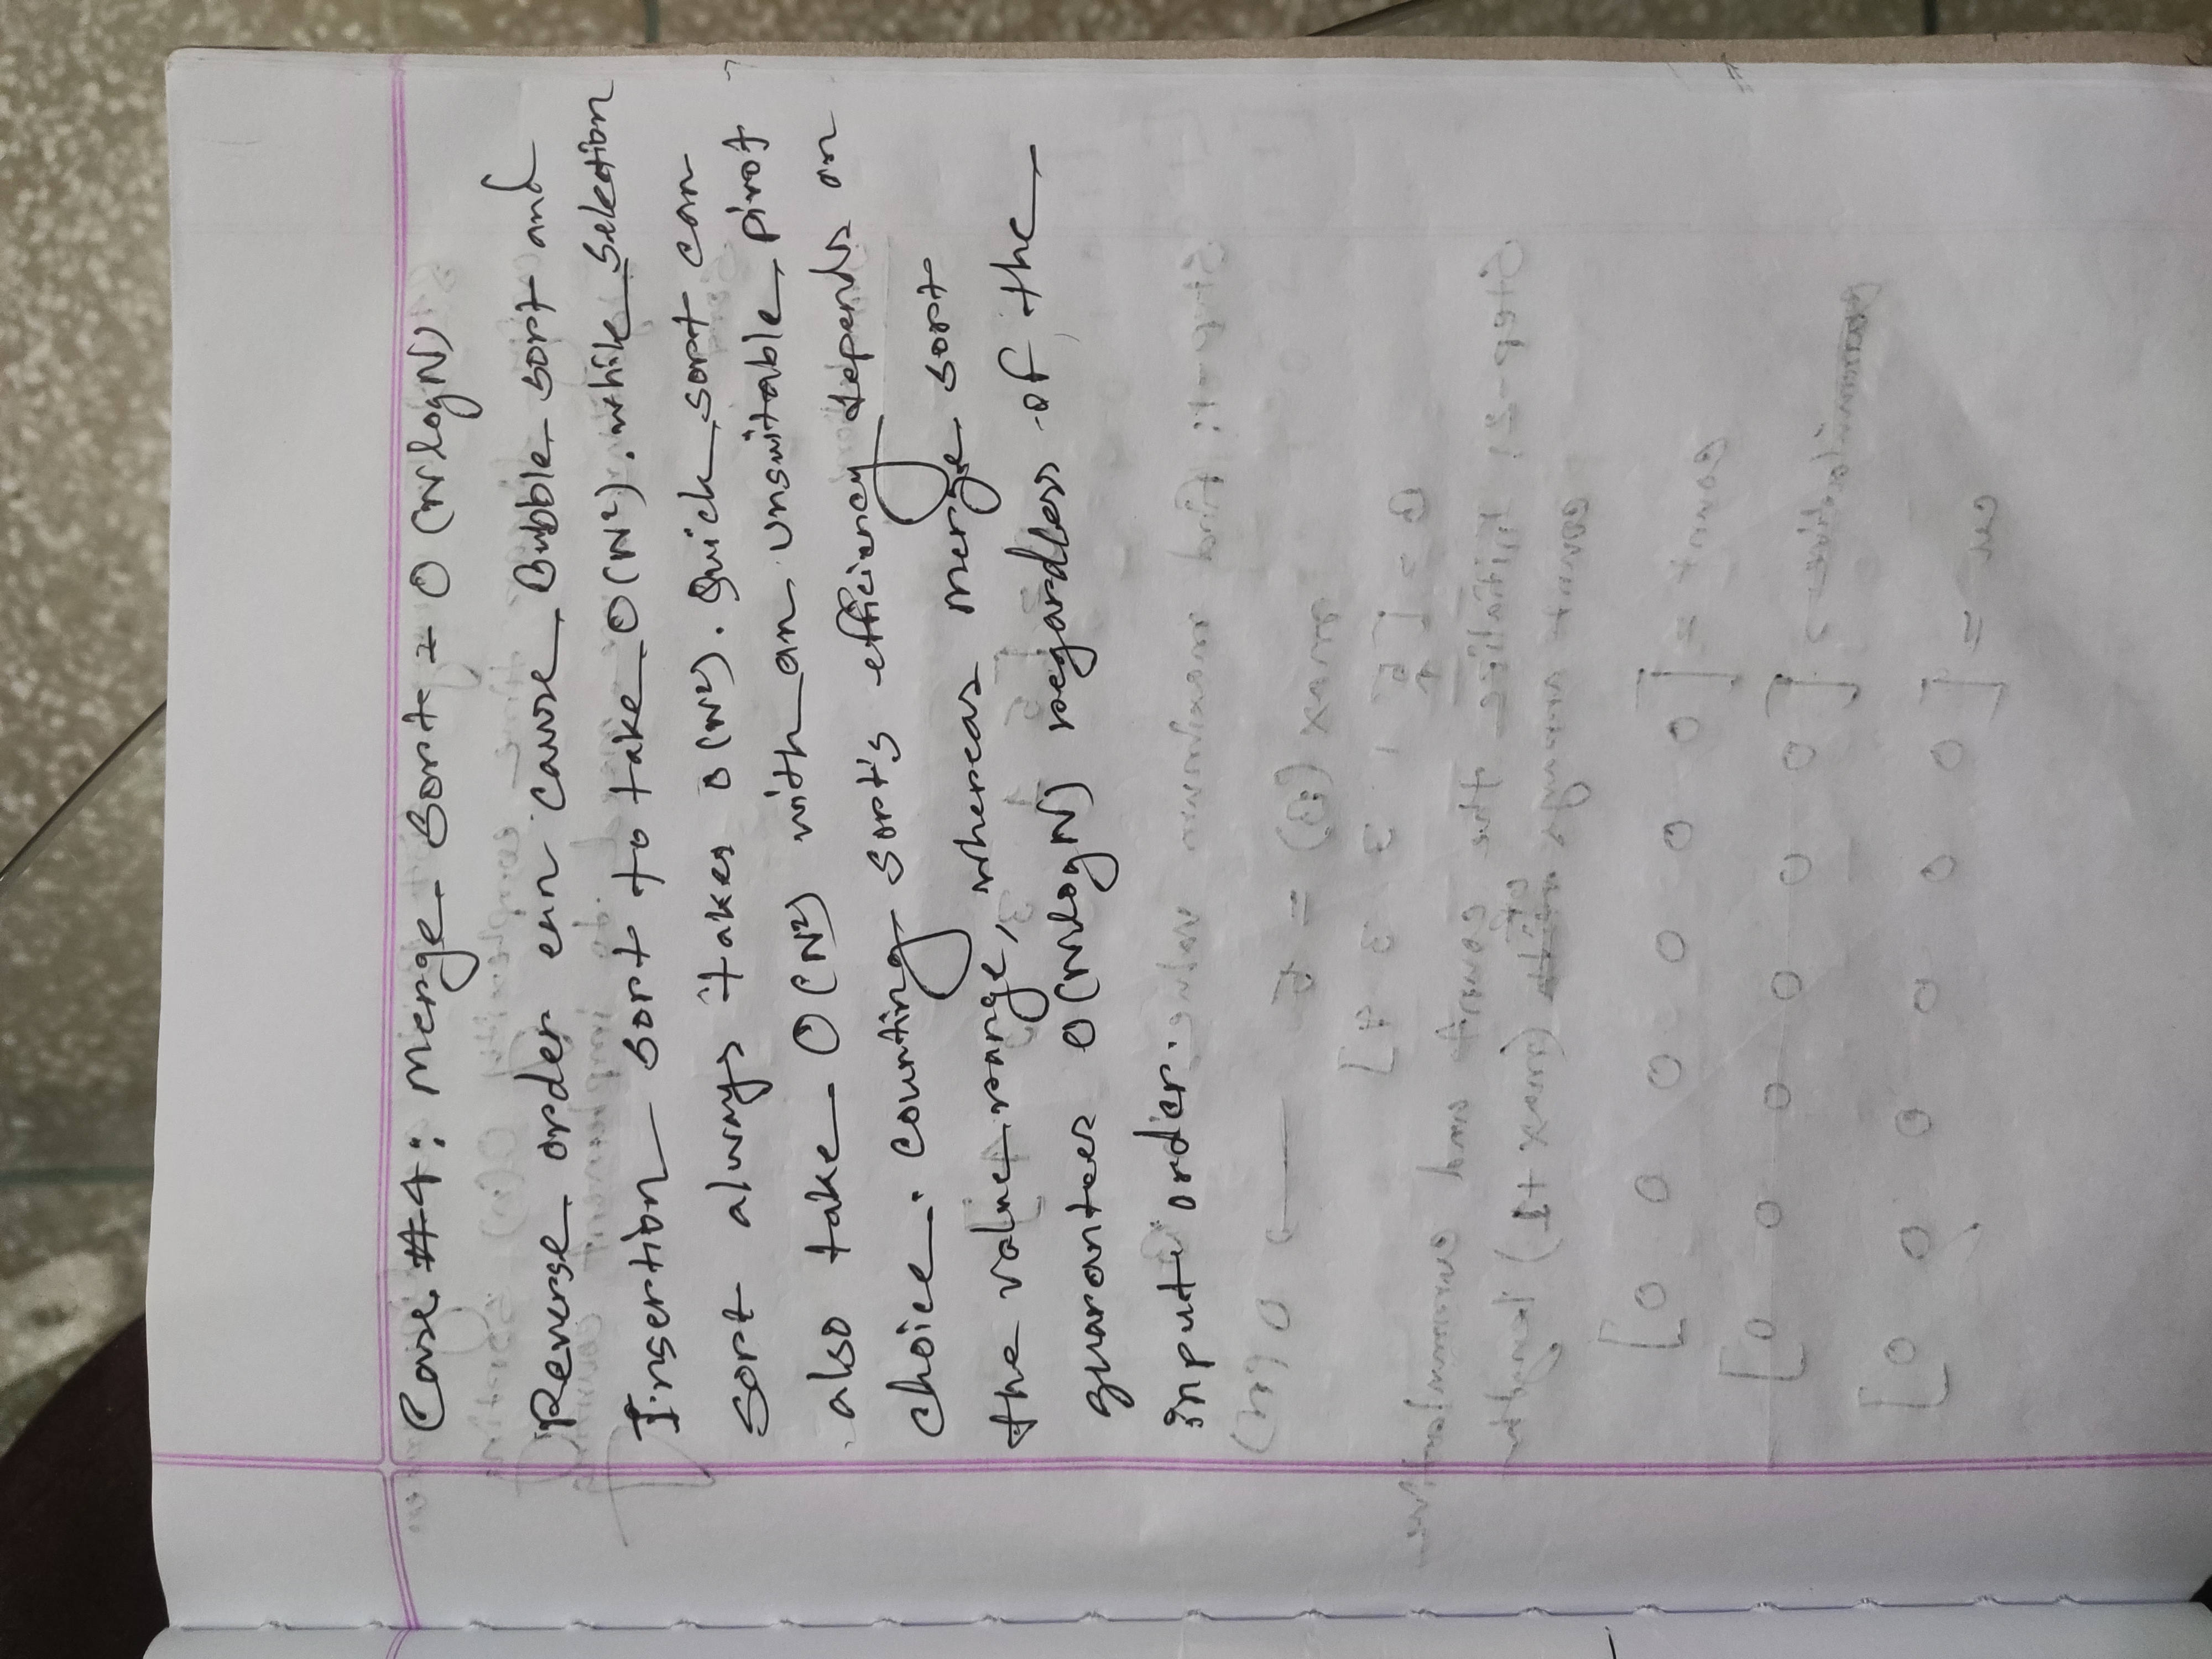 Case #4: Merge Sort = O(NlogN)
Reverse order can cause Bubble sort and
Insertion Sort to take O(N²). While selection
Sort always takes O(N²). Quick sort can
also take O(N²) with an unsuitable pivot
choice. Counting sort's efficiency depends on
the value range, whereas merge sort
guarantees O(NlogN) regardless of the
input order.